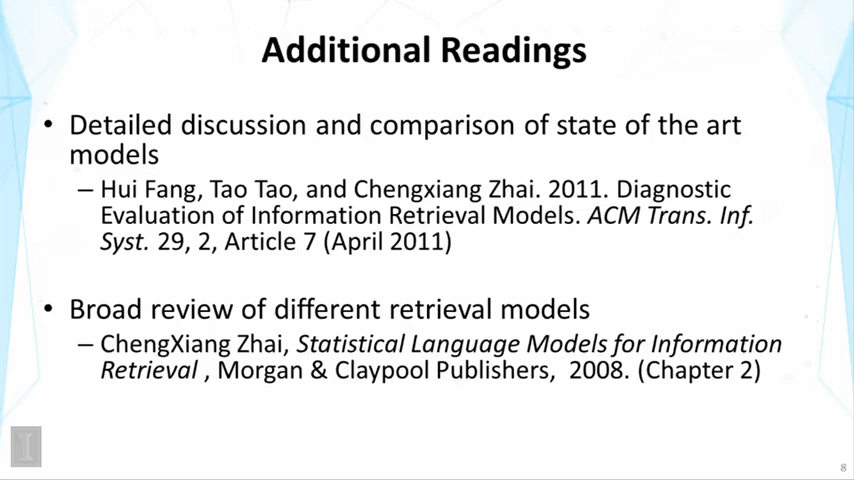 Additional Readings
• Detailed discussion and comparison of state of the art
models
– Hui Fang, Tao Tao, and Chengxiang Zhai. 2011. Diagnostic
Evaluation of Information Retrieval Models. ACM Trans. Inf.
Syst. 29, 2, Article 7 (April 2011)
• Broad review of different retrieval models
– ChengXiang Zhai, Statistical Language Models for Information
Retrieval , Morgan & Claypool Publishers,  2008. (Chapter 2)
I
8